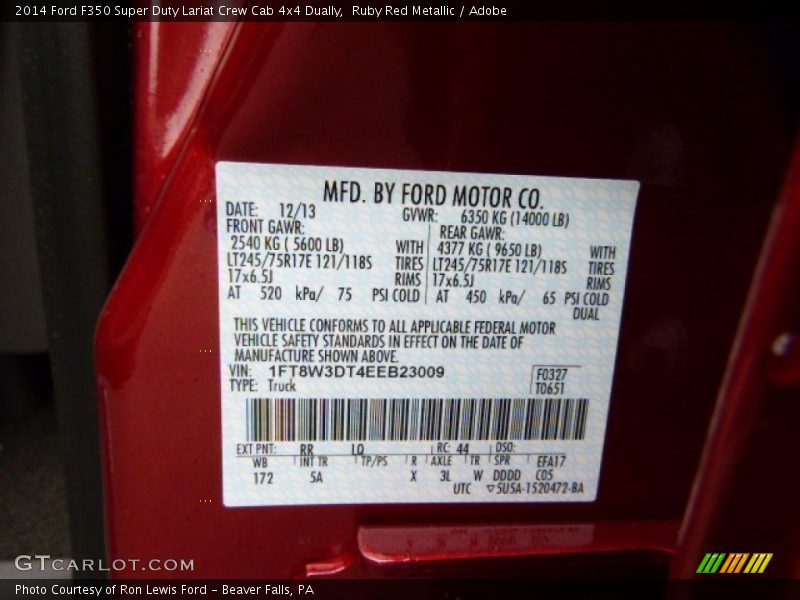 2014 Ford F350 Super Duty Lariat Crew Cab 4x4 Dually,  Ruby Red Metallic / Adobe
MFD. BY FORD MOTOR CO.
DATE: 12/13 GVWR: 6350 KG (14000 LB)
FRONT GAWR: REAR GAWR:
2540 KG ( 5600 LB) WITH 4377 KG ( 9650 LB) WITH
LT245/75R17E 121/118S TIRES LT245/75R17E 121/118S TIRES
17x6.5J RIMS 17x6.5J RIMS
AT 520 kPa/ 75 PSI COLD AT 450 kPa/ 65 PSI COLD
DUAL
THIS VEHICLE CONFORMS TO ALL APPLICABLE FEDERAL MOTOR
VEHICLE SAFETY STANDARDS IN EFFECT ON THE DATE OF
MANUFACTURE SHOWN ABOVE.
VIN: 1FT8W3DT4EEB23009 F0327
TYPE: Truck T0651
EXT PNT: RR LQ RC: 44 DSO:
WB INT TR TP/PS R AXLE TR SPR EFA17
172 5A X 3L W DDDD C05
UTC ▽5U5A-1520472-BA
GTCARLOT.COM
Photo Courtesy of Ron Lewis Ford - Beaver Falls, PA